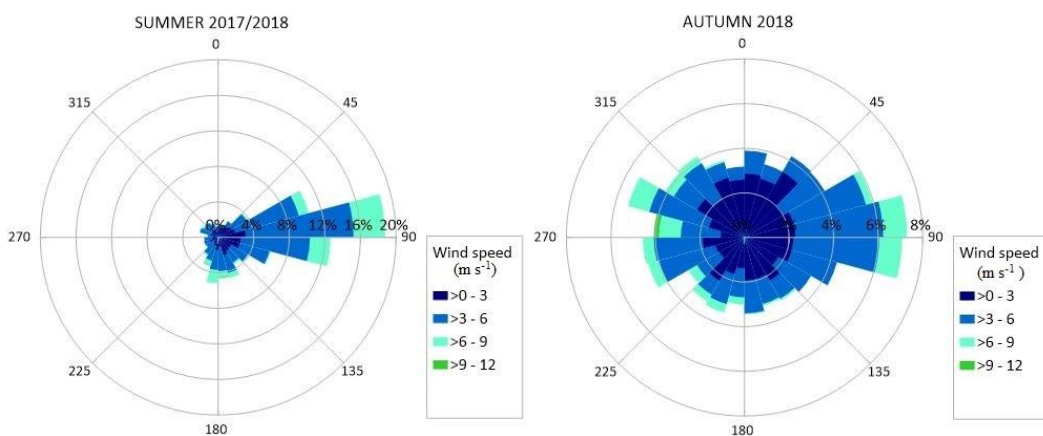 SUMMER 2017/2018
0
45
90
135
180
225
270
315
0% 4% 8% 12% 16% 20%
Wind speed
(m s⁻¹)
>0 - 3
>3 - 6
>6 - 9
>9 - 12
AUTUMN 2018
0
45
90
135
180
225
270
315
0% 2% 4% 6% 8%
Wind speed
(m s⁻¹)
>0 - 3
>3 - 6
>6 - 9
>9 - 12